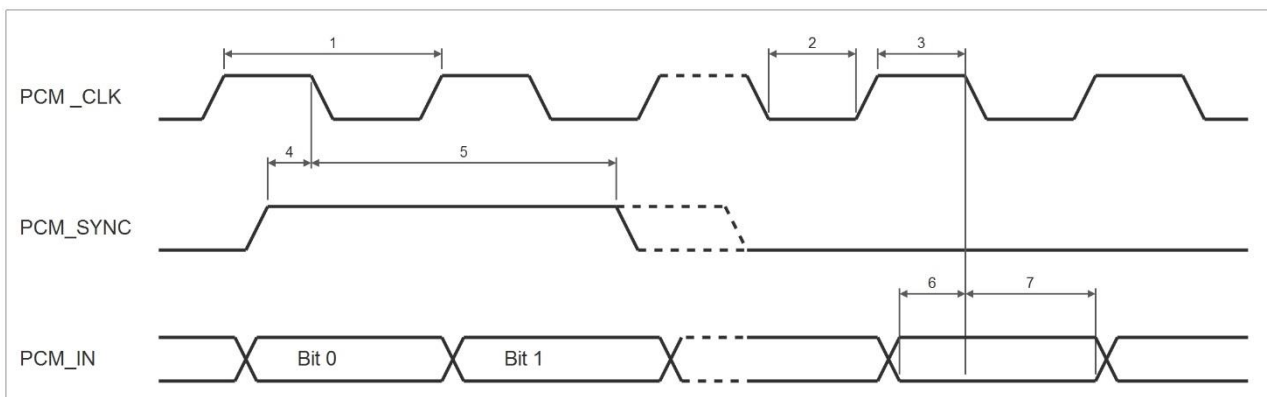 1
2
3
PCM _CLK
4
5
PCM_SYNC
6
7
PCM_IN
Bit 0
Bit 1